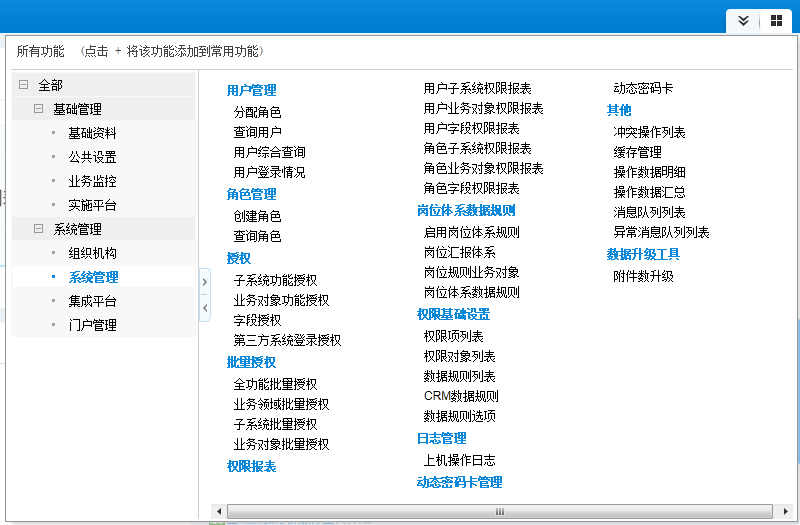 所有功能 (点击 + 将该功能添加到常用功能)
全部
基础管理
基础资料
公共设置
业务监控
实施平台
系统管理
组织机构
系统管理
集成平台
门户管理
用户管理
分配角色
查询用户
用户综合查询
用户登录情况
角色管理
创建角色
查询角色
授权
子系统功能授权
业务对象功能授权
字段授权
第三方系统登录授权
批量授权
全功能批量授权
业务领域批量授权
子系统批量授权
业务对象批量授权
权限报表
用户子系统权限报表
用户业务对象权限报表
用户字段权限报表
角色子系统权限报表
角色业务对象权限报表
角色字段权限报表
岗位体系数据规则
启用岗位体系规则
岗位汇报体系
岗位规则业务对象
岗位体系数据规则
权限基础设置
权限项列表
权限对象列表
数据规则列表
CRM数据规则
数据规则选项
日志管理
上机操作日志
动态密码卡管理
动态密码卡
其他
冲突操作列表
缓存管理
操作数据明细
操作数据汇总
消息队列列表
异常消息队列列表
数据升级工具
附件数升级